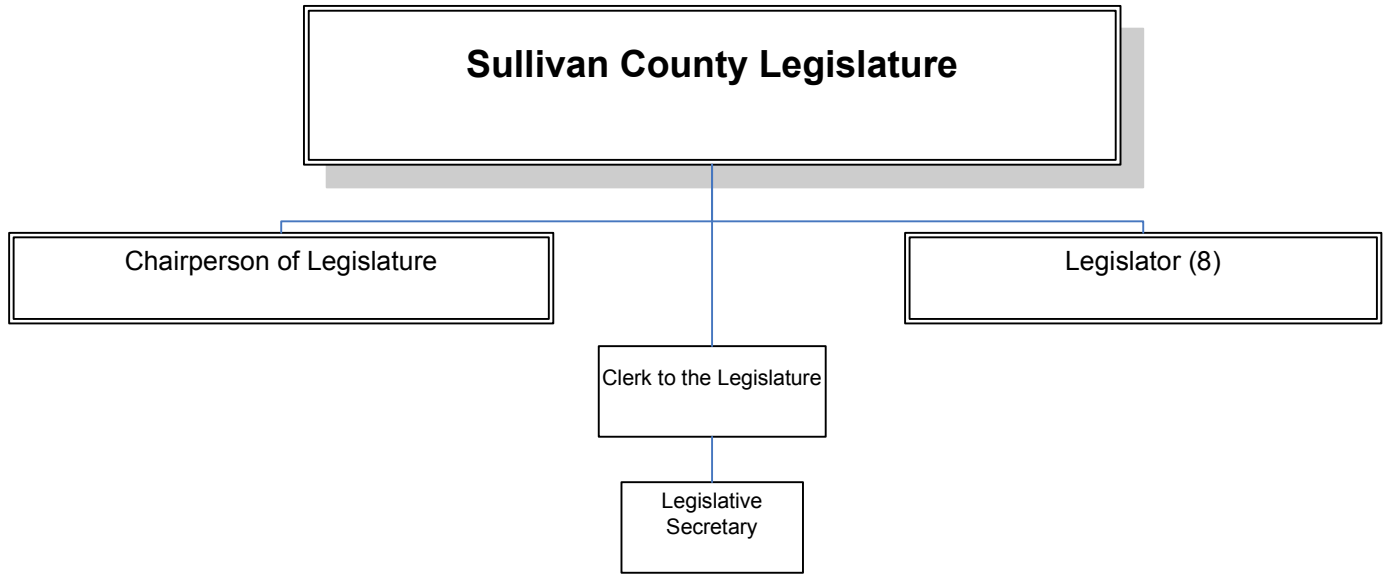 Sullivan County Legislature
Chairperson of Legislature
Legislator (8)
Clerk to the Legislature
Legislative
Secretary